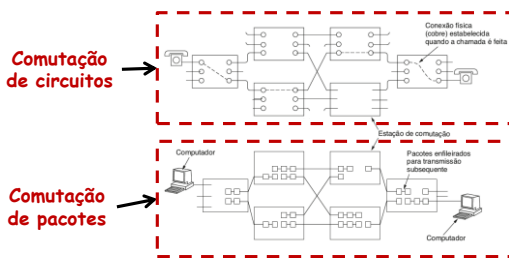 Comutação
de circuitos
Conexão física
(cobre) estabelecida
quando a chamada é
feita
Estação de comutação
Comutação
de pacotes
Computador
Pacotes enfileirados
para transmissão
subsequente
Computador